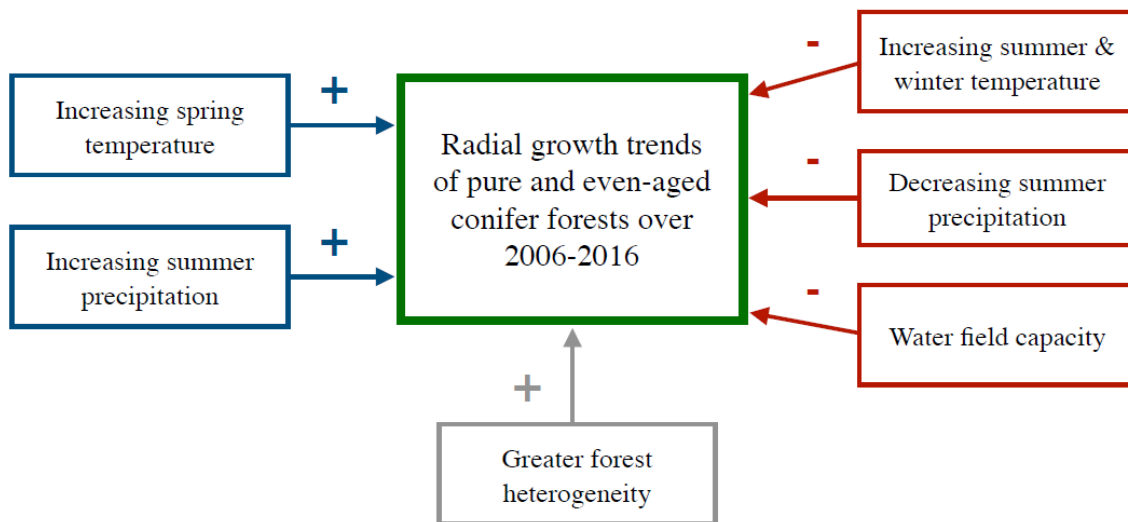 Increasing spring
temperature
+
Increasing summer
precipitation
+
Radial growth trends
of pure and even-aged
conifer forests over
2006-2016
-
Increasing summer &
winter temperature
-
Decreasing summer
precipitation
-
Water field capacity
+
Greater forest
heterogeneity